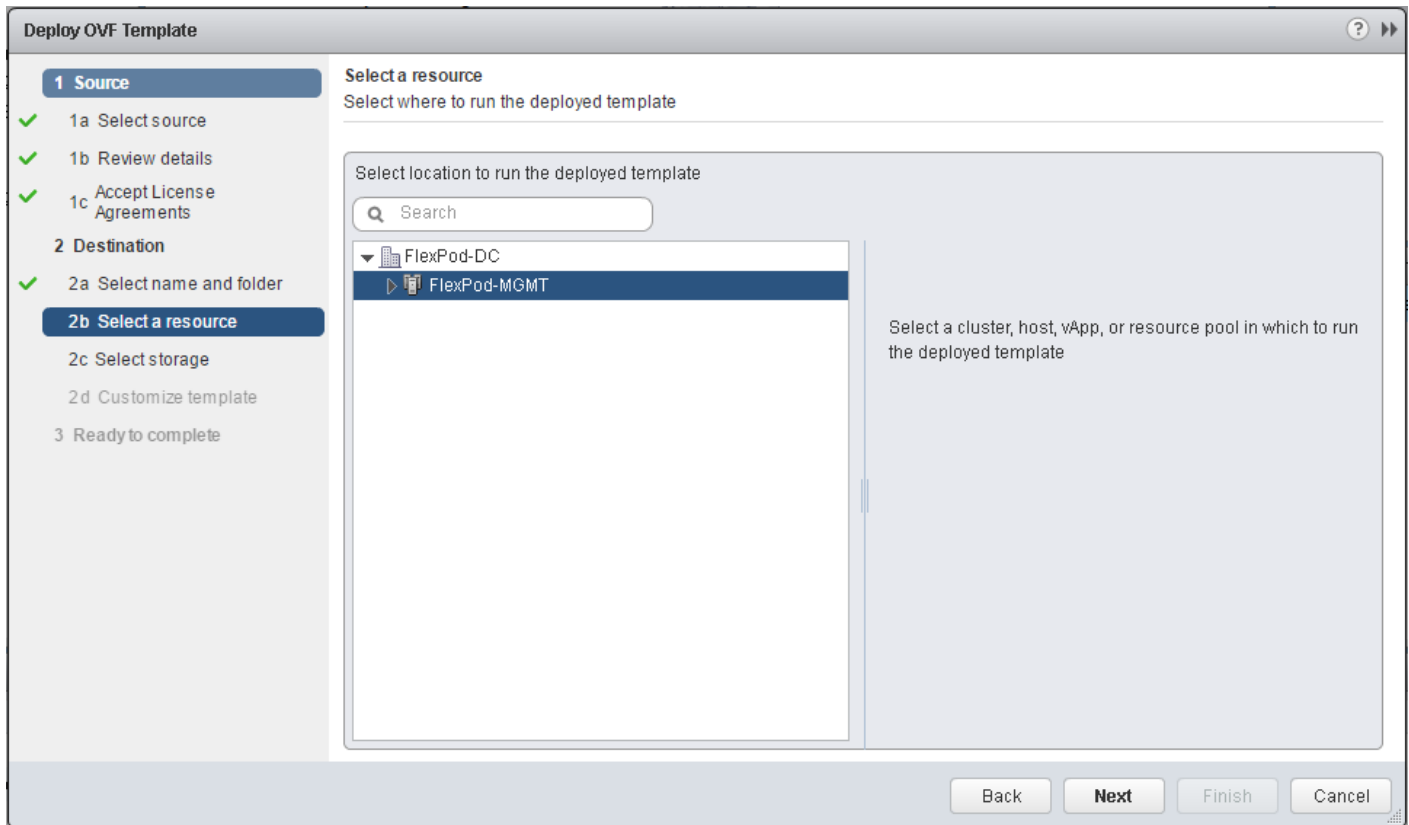 Deploy OVF Template
?
1 Source
1a Select source
1b Review details
1c Accept License
Agreements
2 Destination
2a Select name and folder
2b Select a resource
2c Select storage
2d Customize template
3 Ready to complete
Select a resource
Select where to run the deployed template
Select location to run the deployed template
Search
FlexPod-DC
FlexPod-MGMT
Select a cluster, host, vApp, or resource pool in which to run
the deployed template
Back
Next
Finish
Cancel